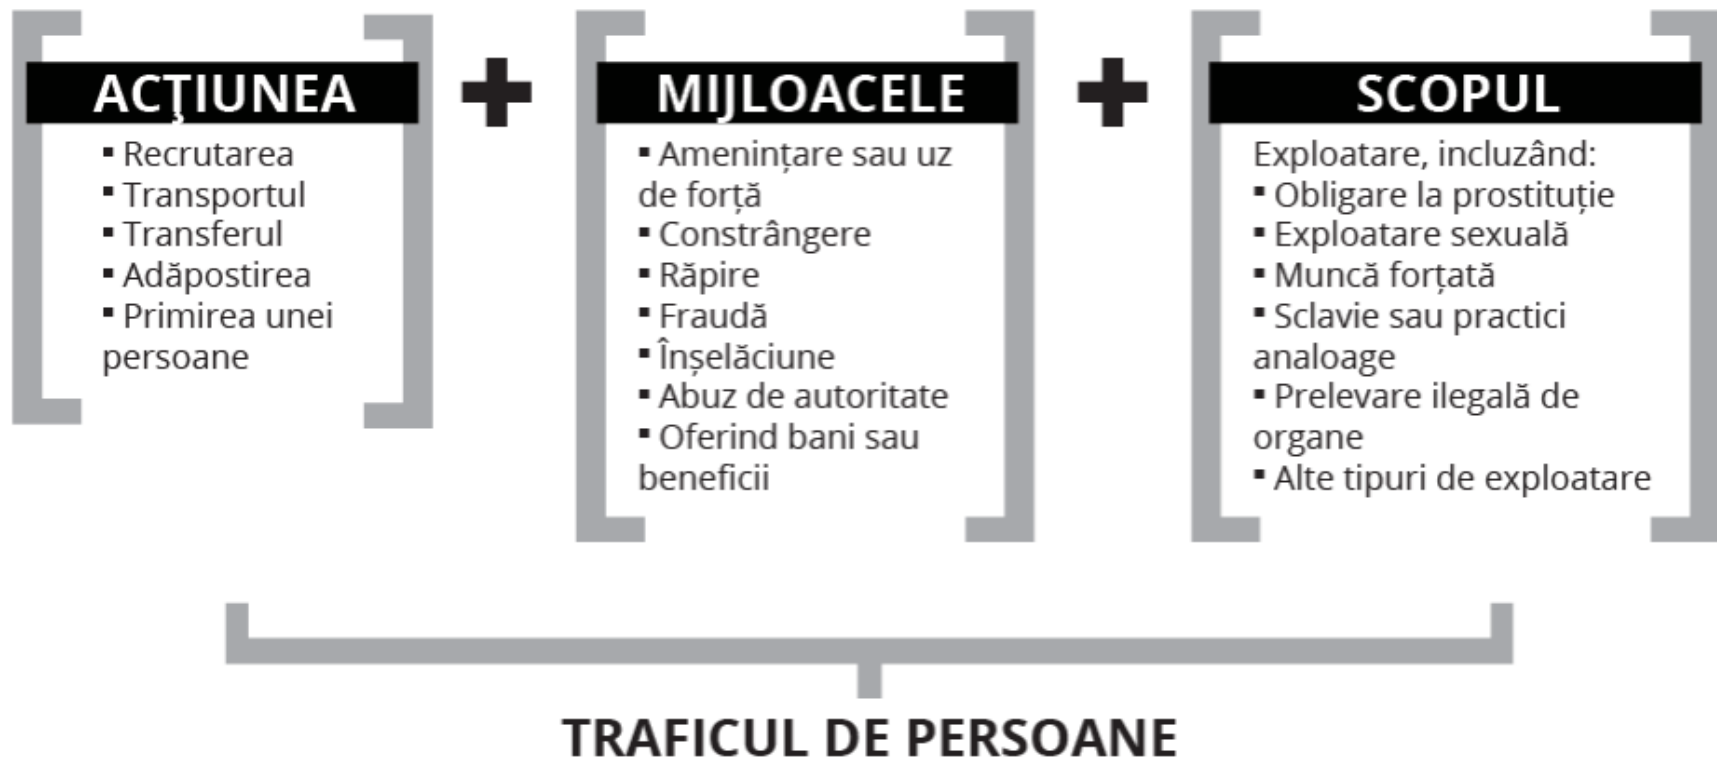 ACŢIUNEA
▪ Recrutarea
▪ Transportul
▪ Transferul
▪ Adăpostirea
▪ Primirea unei
persoane
MIJLOACELE
▪ Amenințare sau uz
de forță
▪ Constrângere
▪ Răpire
▪ Fraudă
▪ Înșelăciune
▪ Abuz de autoritate
▪ Oferind bani sau
beneficii
SCOPUL
Exploatare, incluzând:
▪ Obligare la prostituție
▪ Exploatare sexuală
▪ Muncă forțată
▪ Sclavie sau practici
analoage
▪ Prelevare ilegală de
organe
▪ Alte tipuri de exploatare
TRAFICUL DE PERSOANE